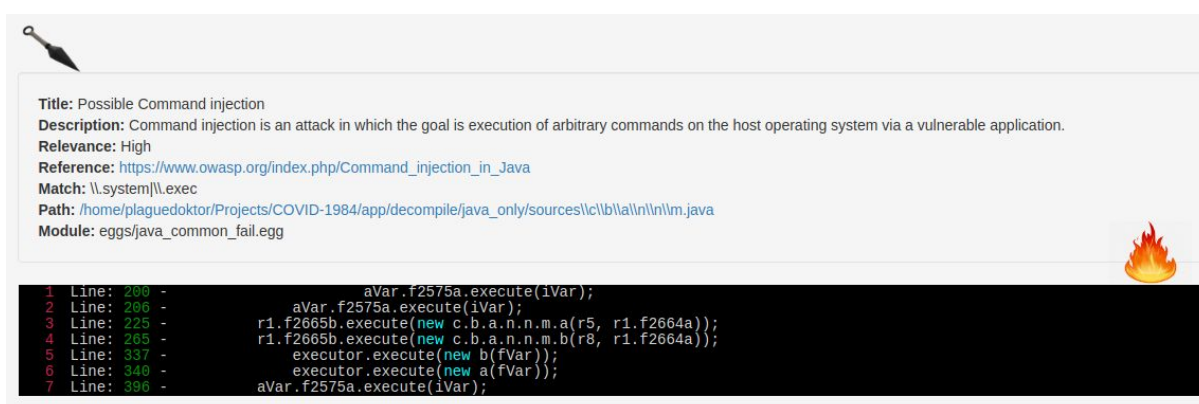 Title: Possible Command injection
Description: Command injection is an attack in which the goal is execution of arbitrary commands on the host operating system via a vulnerable application.
Relevance: High
Reference: https://www.owasp.org/index.php/Command_injection_in_Java
Match: \\.system|\\.exec
Path: /home/plaguedoktor/Projects/COVID-1984/app/decompile/java_only/sources\\c\\b\\a\\n\\n\\m.java
Module: eggs/java_common_fail.egg
1 Line: 200 - aVar.f2575a.execute(iVar);
2 Line: 206 - aVar.f2575a.execute(iVar);
3 Line: 225 - r1.f2665b.execute(new c.b.a.n.n.m.a(r5, r1.f2664a));
4 Line: 265 - r1.f2665b.execute(new c.b.a.n.n.m.b(r8, r1.f2664a));
5 Line: 337 - executor.execute(new b(fVar));
6 Line: 340 - executor.execute(new a(fVar));
7 Line: 396 - aVar.f2575a.execute(iVar);